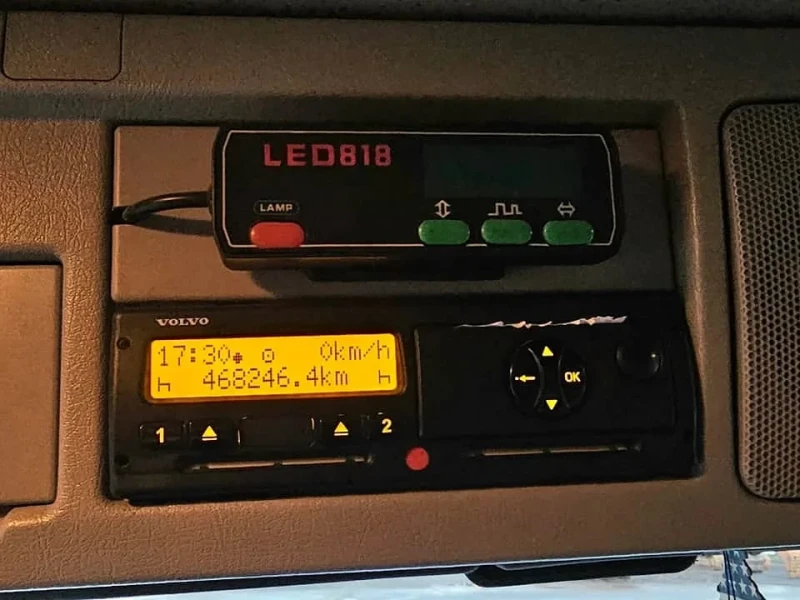 LED818
LAMP
VOLVO
17:30 0km/h
468246.4km
1 2
OK